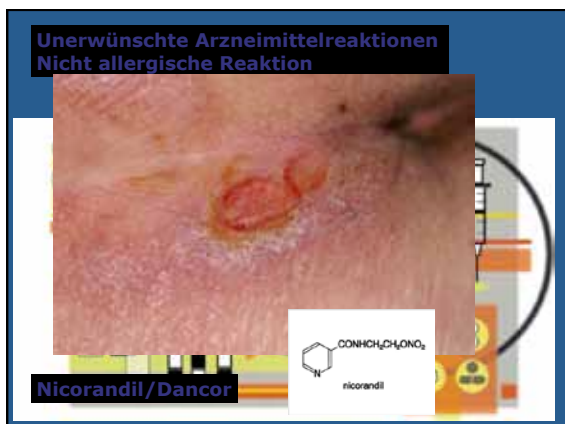 Unerwünschte Arzneimittelreaktionen
Nicht allergische Reaktion
CONHCH₂CH₂ONO₂
N
nicorandil
Nicorandil/Dancor